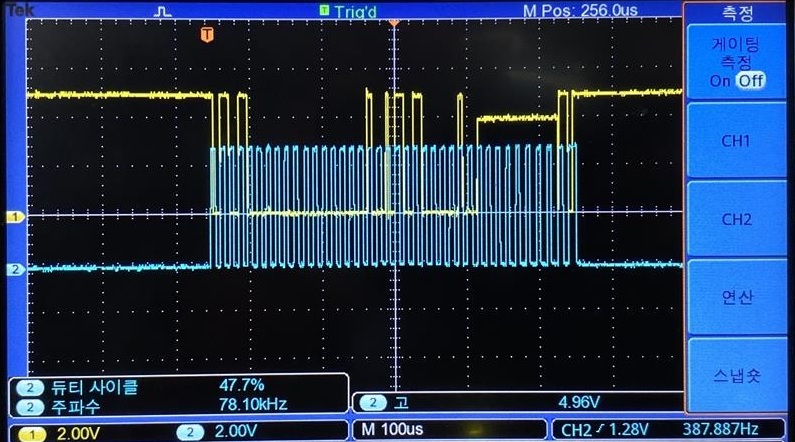 Tek
T Trig'd
M Pos: 256.0us
측정
T
게이팅
측정
On Off
CH1
1
CH2
2
연산
스냅숏
2 듀티 사이클 47.7%
2 주파수 78.10kHz
2 고 4.96V
1 2.00V 2 2.00V M 100us CH2 1.28V 387.887Hz